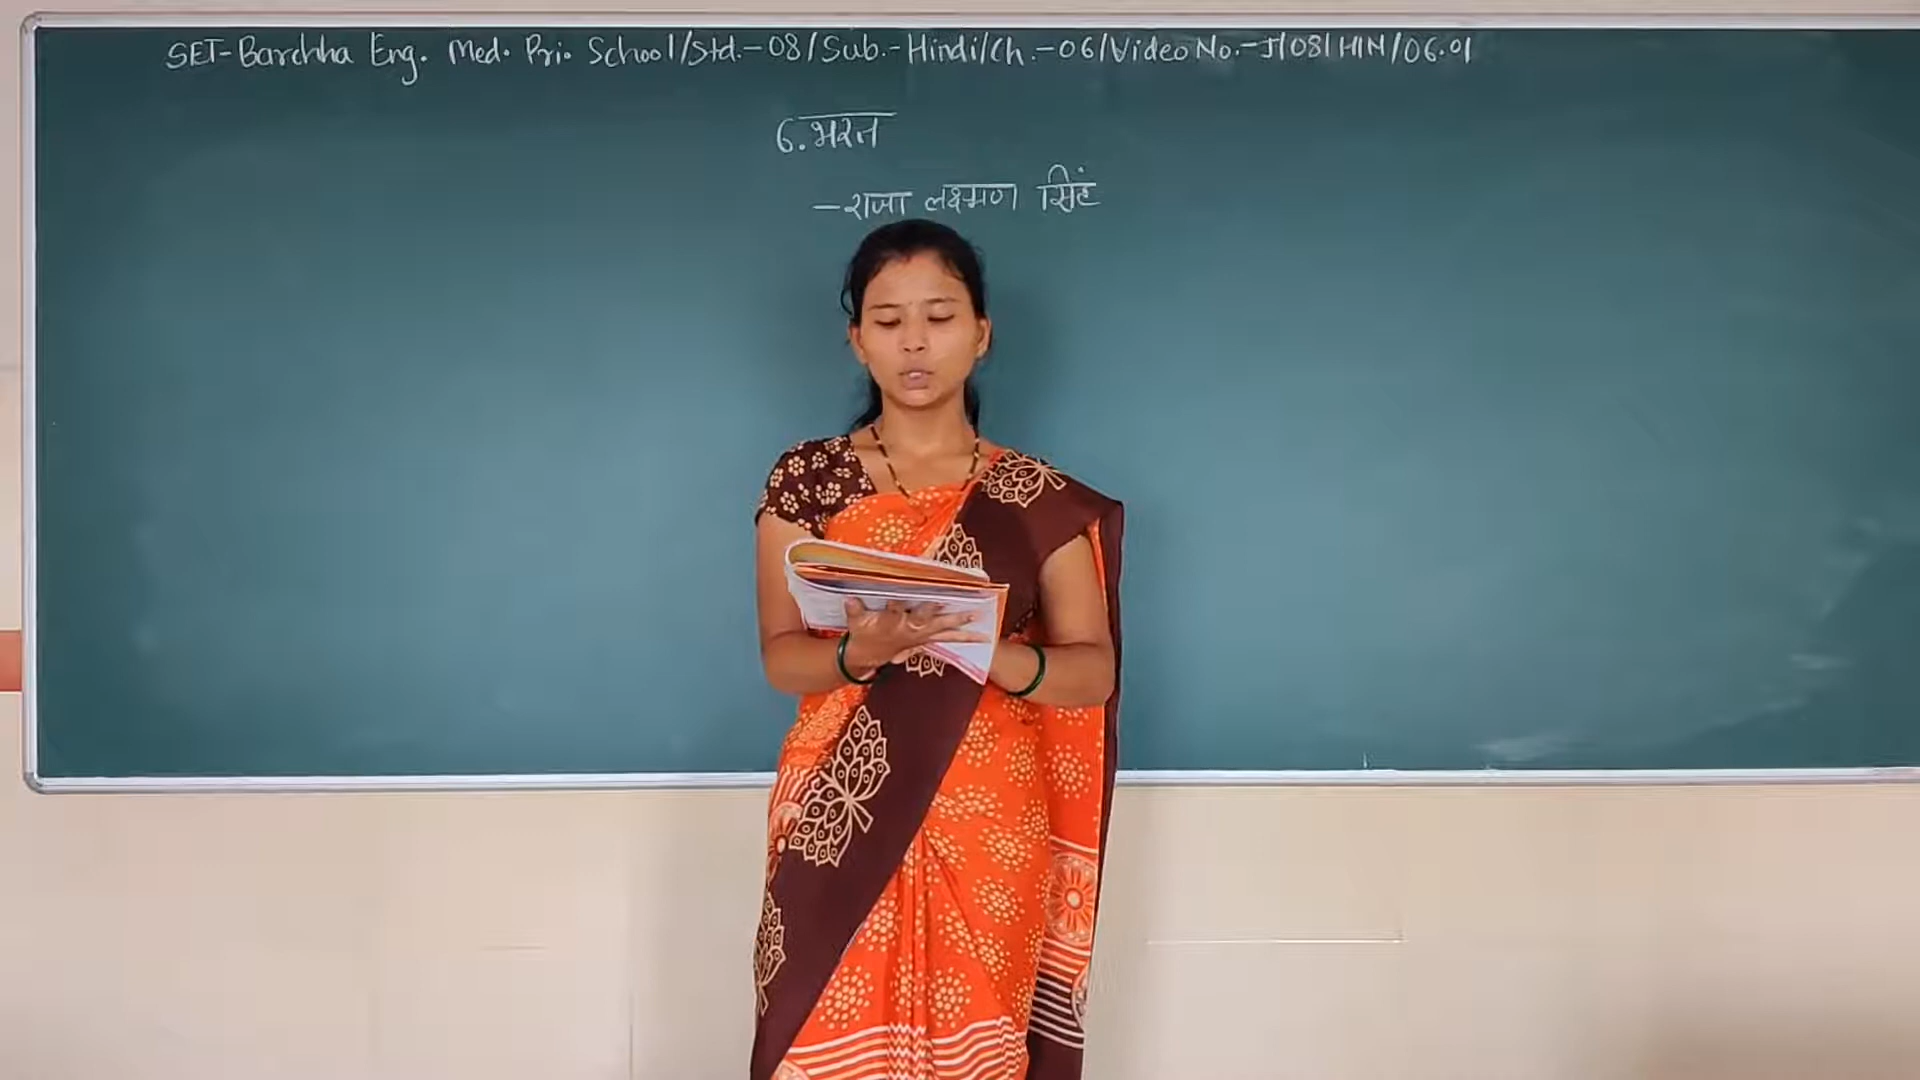 SET-Barchha Eng. Med. Pri. School/Std.-08/Sub.-Hindi/Ch.-06/Video No.-J/08/HIN/06.01
6. भरत
-राजा लक्ष्मण सिंह